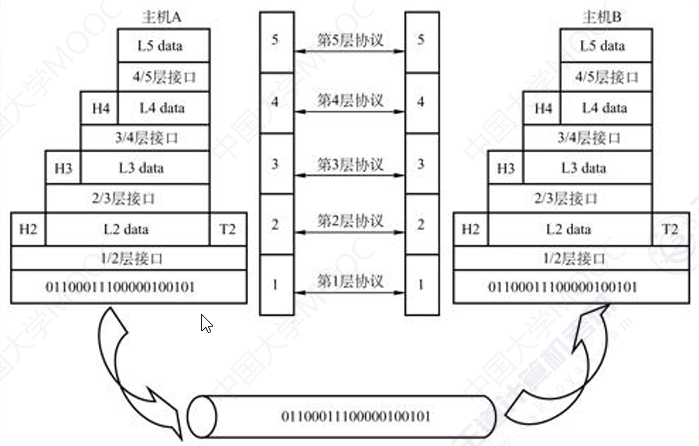 主机A
主机B
L5 data
5
第5层协议
5
L5 data
4/5层接口
4/5层接口
H4
L4 data
4
第4层协议
4
H4
L4 data
3/4层接口
3/4层接口
H3
L3 data
3
第3层协议
3
H3
L3 data
2/3层接口
2/3层接口
H2
L2 data
T2
2
第2层协议
2
H2
L2 data
T2
1/2层接口
1/2层接口
01100011100000100101
1
第1层协议
1
01100011100000100101
01100011100000100101
中国大学MOOC